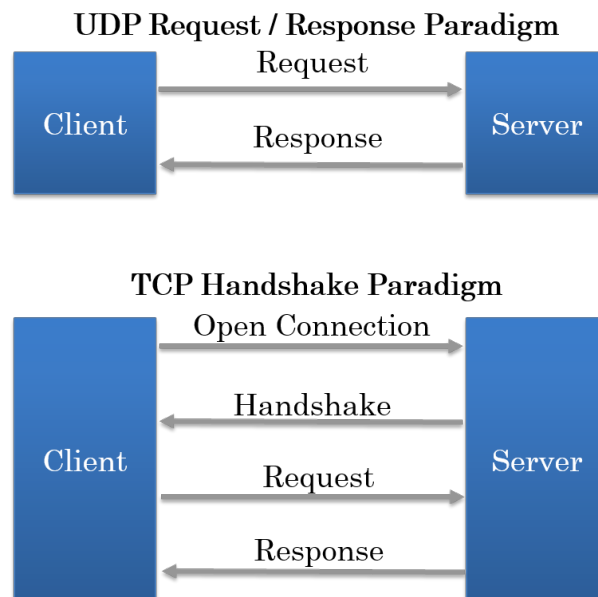 UDP Request / Response Paradigm
Request
Client
Server
Response
TCP Handshake Paradigm
Open Connection
Handshake
Client
Server
Request
Response